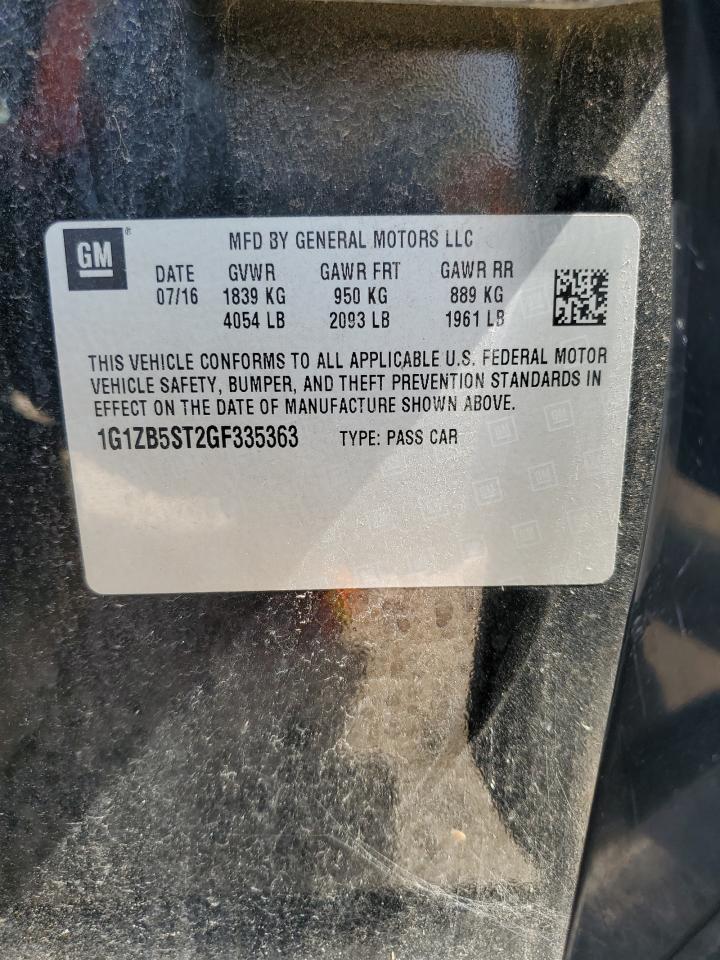 GM®
MFD BY GENERAL MOTORS LLC
DATE GVWR GAWR FRT GAWR RR
07/16 1839 KG 950 KG 889 KG
4054 LB 2093 LB 1961 LB
THIS VEHICLE CONFORMS TO ALL APPLICABLE U.S. FEDERAL MOTOR
VEHICLE SAFETY, BUMPER, AND THEFT PREVENTION STANDARDS IN
EFFECT ON THE DATE OF MANUFACTURE SHOWN ABOVE.
1G1ZB5ST2GF335363 TYPE: PASS CAR